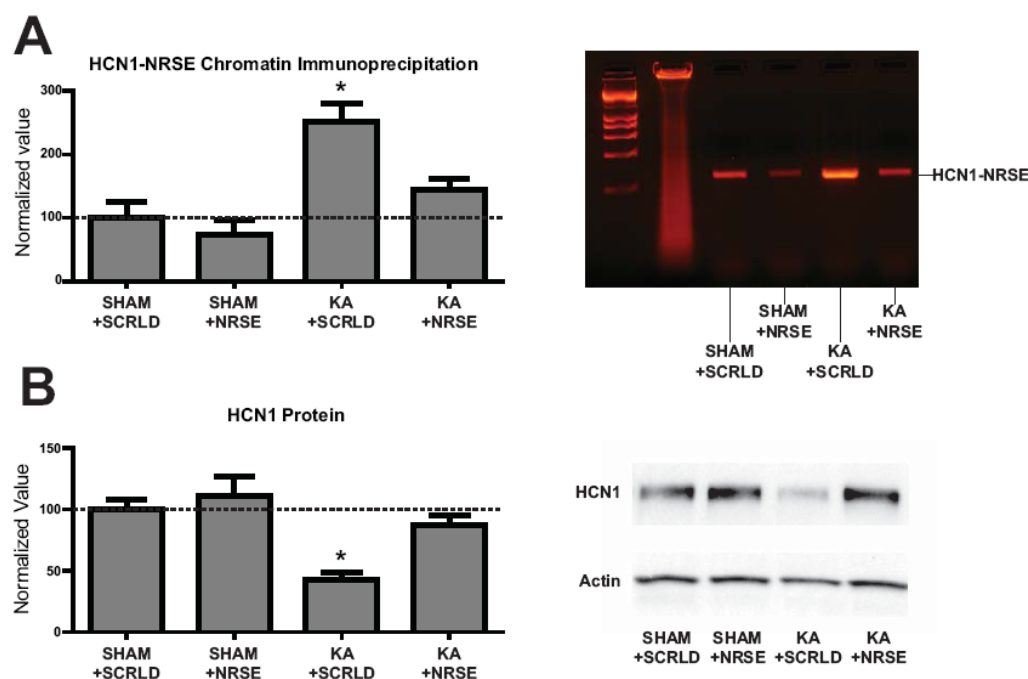 A
HCN1-NRSE Chromatin Immunoprecipitation
Normalized value
300
200
100
0
*
SHAM
+SCRLD
SHAM
+NRSE
KA
+SCRLD
KA
+NRSE
HCN1-NRSE
SHAM
+NRSE
KA
+NRSE
SHAM
+SCRLD
KA
+SCRLD
B
HCN1 Protein
Normalized Value
150
100
50
0
*
SHAM
+SCRLD
SHAM
+NRSE
KA
+SCRLD
KA
+NRSE
HCN1
Actin
SHAM
+SCRLD
SHAM
+NRSE
KA
+SCRLD
KA
+NRSE